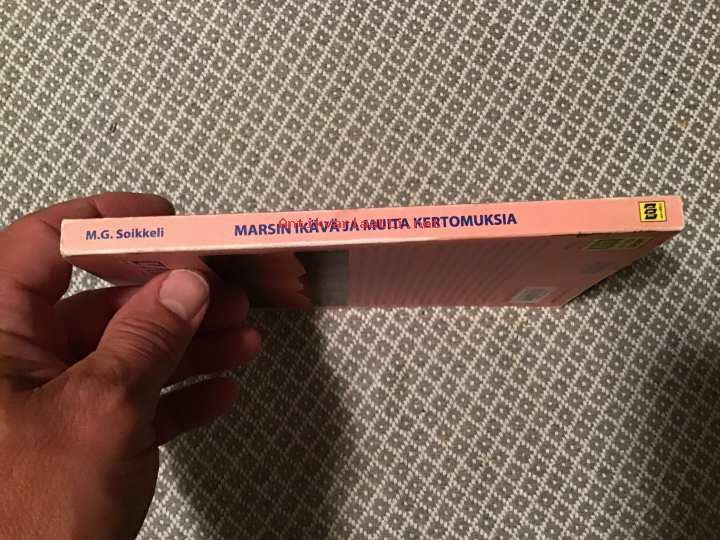 M.G. Soikkeli
MARSIN IKÄVÄ JA MUITA KERTOMUKSIA